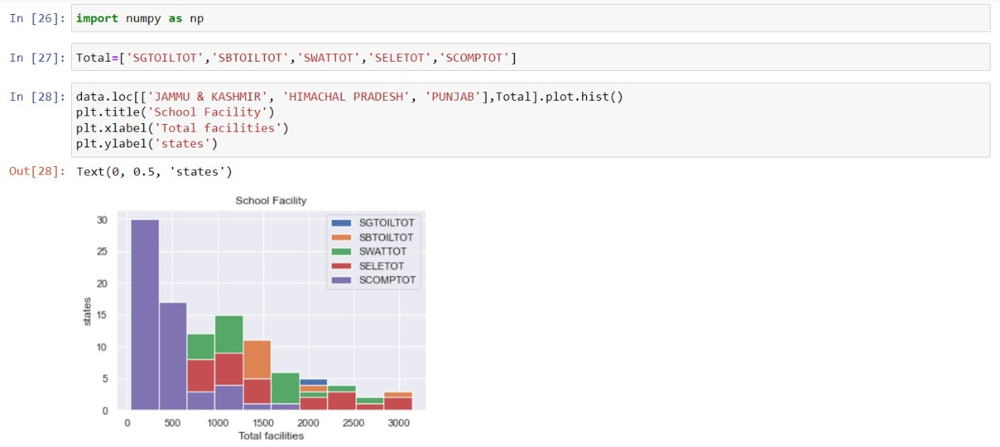 In [26]: import numpy as np
In [27]: Total=['SGTOILTOT','SBTOILTOT','SWATTOT','SELETOT','SCOMPTOT']
In [28]: data.loc[['JAMMU & KASHMIR', 'HIMACHAL PRADESH', 'PUNJAB'],Total].plot.hist()
plt.title('School Facility')
plt.xlabel('Total facilities')
plt.ylabel('states')
Out[28]: Text(0, 0.5, 'states')
School Facility
30
25
20
15
10
5
0
states
SGTOILTOT
SBTOILTOT
SWATTOT
SELETOT
SCOMPTOT
0 500 1000 1500 2000 2500 3000
Total facilities